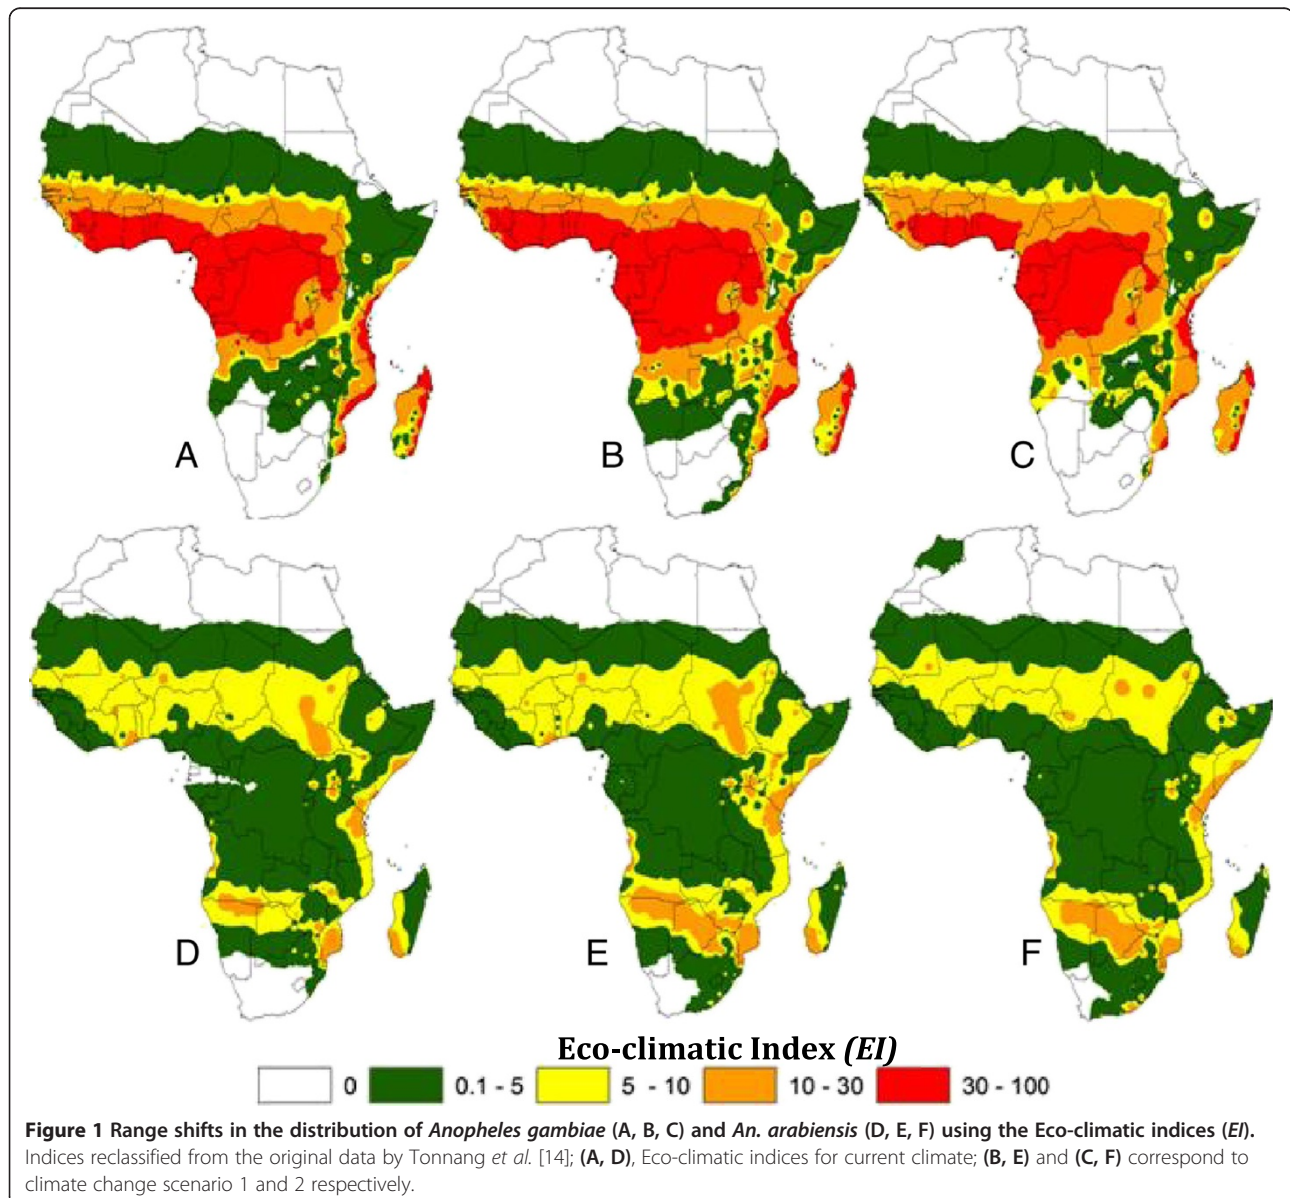 A
B
C
D
E
F
Eco-climatic Index (EI)
0 0.1 - 5 5 - 10 10 - 30 30 - 100
Figure 1 Range shifts in the distribution of Anopheles gambiae (A, B, C) and An. arabiensis (D, E, F) using the Eco-climatic indices (EI).
Indices reclassified from the original data by Tonnang et al. [14]; (A, D), Eco-climatic indices for current climate; (B, E) and (C, F) correspond to
climate change scenario 1 and 2 respectively.